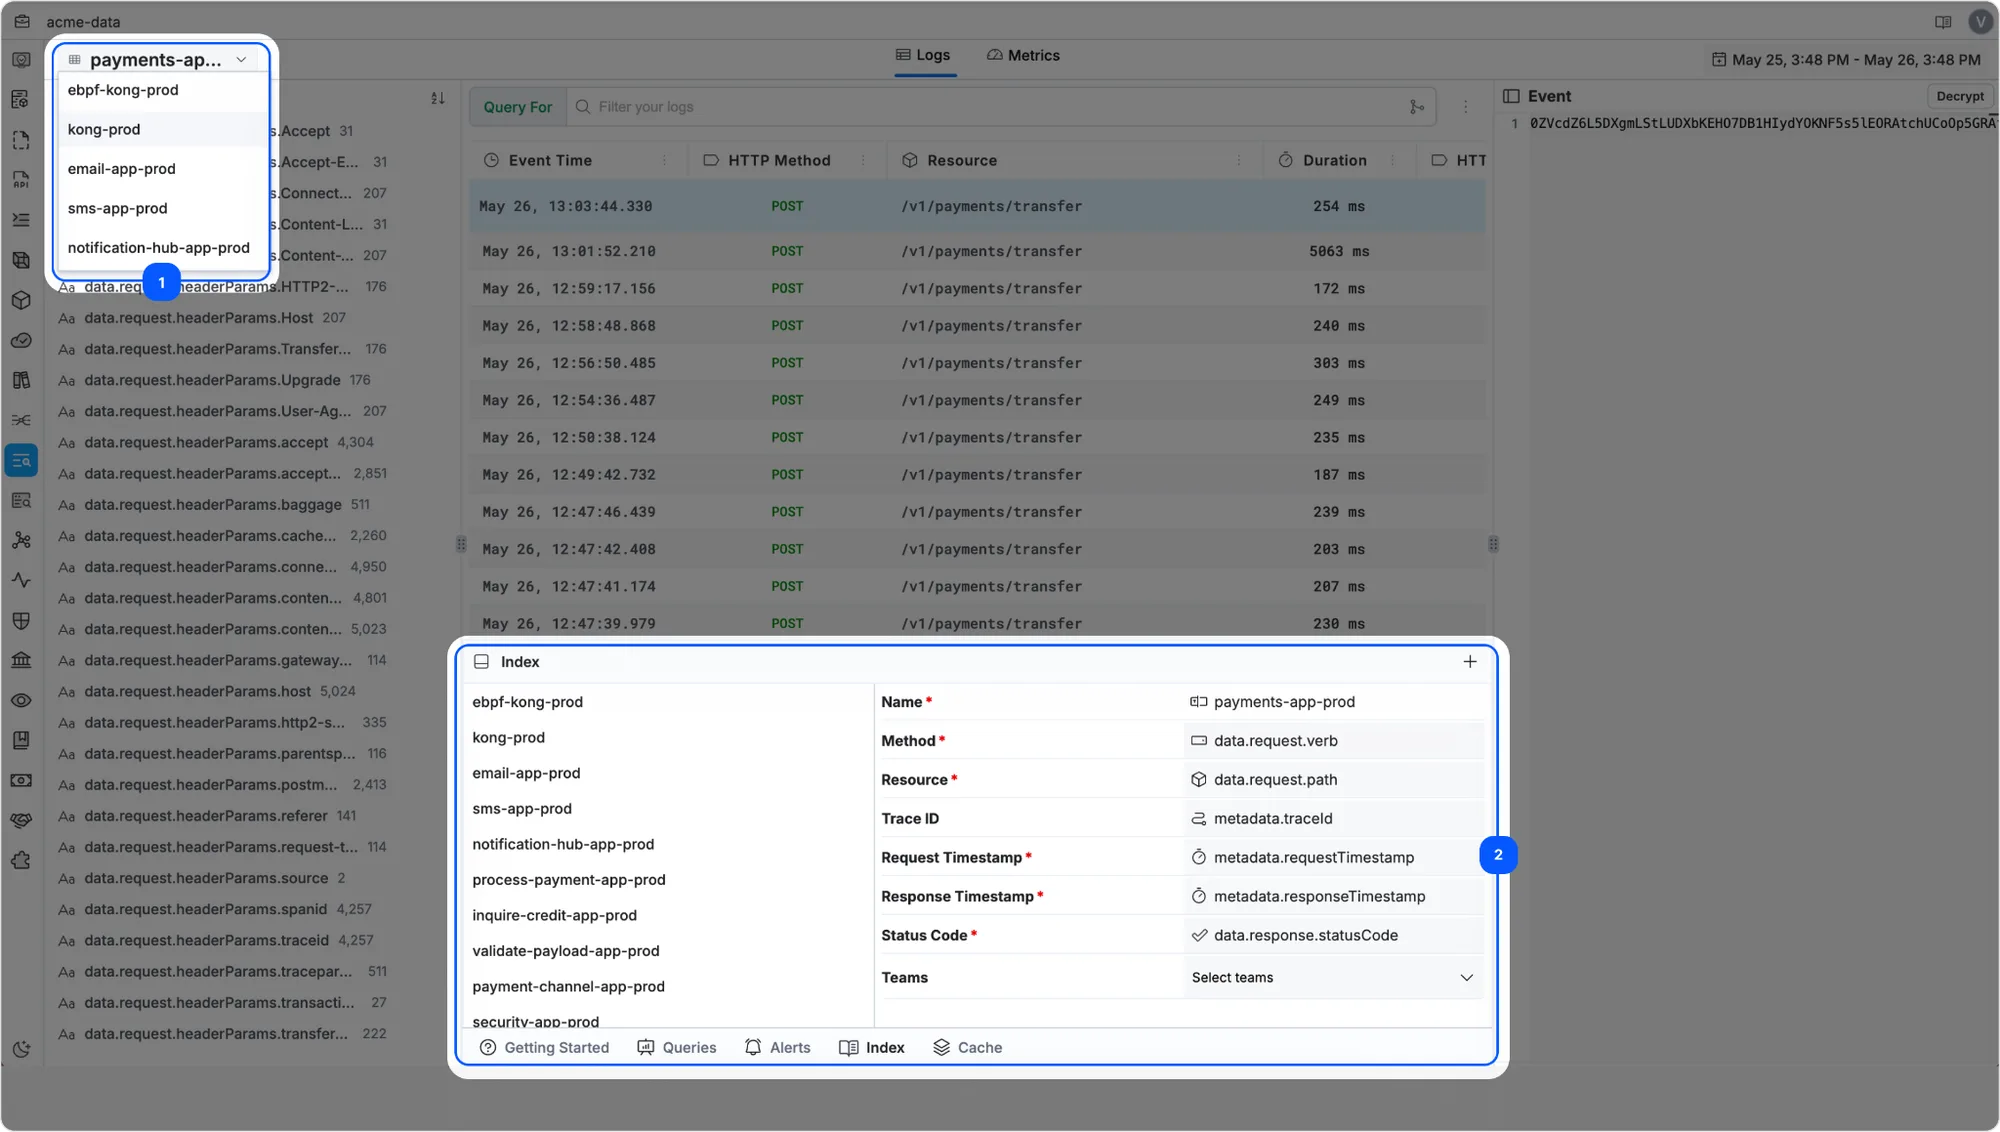 acme-data
V
payments-ap...
ebpf-kong-prod
kong-prod
email-app-prod
sms-app-prod
notification-hub-app-prod
1
s.Accept 31
s.Accept-E... 31
s.Connect... 207
s.Content-L... 31
s.Content-... 207
Aa data.req headerParams.HTTP2-... 176
Aa data.request.headerParams.Host 207
Aa data.request.headerParams.Transfer... 176
Aa data.request.headerParams.Upgrade 176
Aa data.request.headerParams.User-Ag... 207
Aa data.request.headerParams.accept 4,304
Aa data.request.headerParams.accept... 2,851
Aa data.request.headerParams.baggage 511
Aa data.request.headerParams.cache... 2,260
Aa data.request.headerParams.conne... 4,950
Aa data.request.headerParams.conten... 4,801
Aa data.request.headerParams.conten... 5,023
Aa data.request.headerParams.gateway... 114
Aa data.request.headerParams.host 5,024
Aa data.request.headerParams.http2-s... 335
Aa data.request.headerParams.parentsp... 116
Aa data.request.headerParams.postm... 2,413
Aa data.request.headerParams.referer 141
Aa data.request.headerParams.request-t... 114
Aa data.request.headerParams.source 2
Aa data.request.headerParams.spanid 4,257
Aa data.request.headerParams.traceid 4,257
Aa data.request.headerParams.tracepar... 511
Aa data.request.headerParams.transacti... 27
Aa data.request.headerParams.transfer... 222
API
Logs Metrics
May 25, 3:48 PM - May 26, 3:48 PM
Query For Filter your logs
Event Time HTTP Method Resource Duration HTT
May 26, 13:03:44.330 POST /v1/payments/transfer 254 ms
May 26, 13:01:52.210 POST /v1/payments/transfer 5063 ms
May 26, 12:59:17.156 POST /v1/payments/transfer 172 ms
May 26, 12:58:48.868 POST /v1/payments/transfer 240 ms
May 26, 12:56:50.485 POST /v1/payments/transfer 303 ms
May 26, 12:54:36.487 POST /v1/payments/transfer 249 ms
May 26, 12:50:38.124 POST /v1/payments/transfer 235 ms
May 26, 12:49:42.732 POST /v1/payments/transfer 187 ms
May 26, 12:47:46.439 POST /v1/payments/transfer 239 ms
May 26, 12:47:42.408 POST /v1/payments/transfer 203 ms
May 26, 12:47:41.174 POST /v1/payments/transfer 207 ms
May 26, 12:47:39.979 POST /v1/payments/transfer 230 ms
Event Decrypt
1 0ZVcdZ6L5DXgmLStLUDXbKEHO7DB1HIydYOKNF5s5lEORAtchUCoOp5GRA
Index
ebpf-kong-prod
kong-prod
email-app-prod
sms-app-prod
notification-hub-app-prod
process-payment-app-prod
inquire-credit-app-prod
validate-payload-app-prod
payment-channel-app-prod
security-app-prod
Name * payments-app-prod
Method * data.request.verb
Resource * data.request.path
Trace ID metadata.traceId
Request Timestamp * metadata.requestTimestamp
Response Timestamp * metadata.responseTimestamp
Status Code * data.response.statusCode
Teams Select teams
2
Getting Started Queries Alerts Index Cache